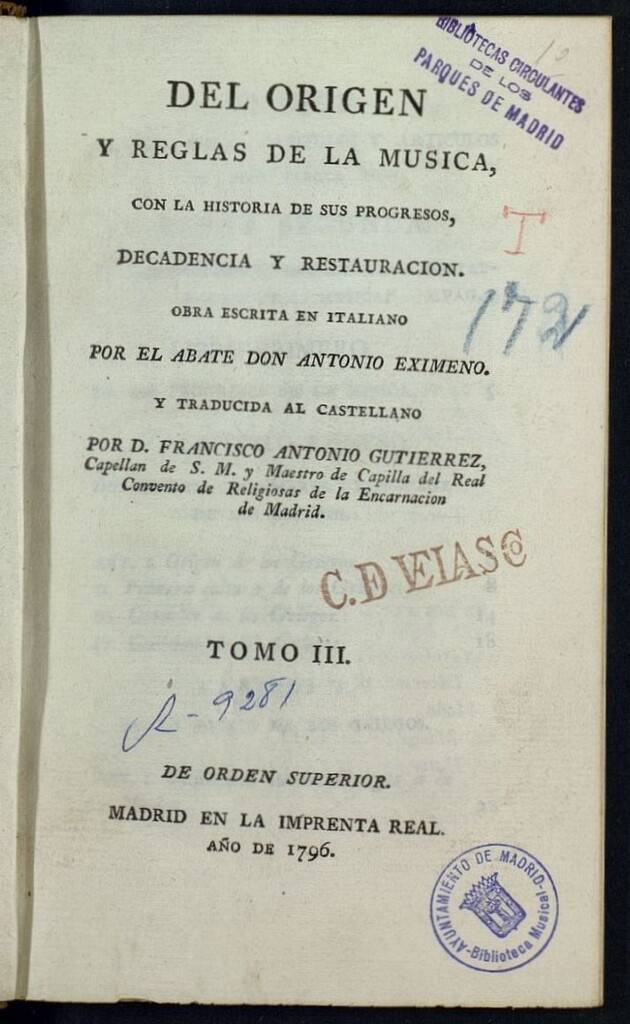 BIBLIOTECAS CIRCULANTES
DE LOS
PARQUES DE MADRID
DEL ORIGEN
Y REGLAS DE LA MUSICA,
CON LA HISTORIA DE SUS PROGRESOS,
DECADENCIA Y RESTAURACION.
OBRA ESCRITA EN ITALIANO
172
POR EL ABATE DON ANTONIO EXIMENO.
Y TRADUCIDA AL CASTELLANO
POR D. FRANCISCO ANTONIO GUTIERREZ,
Capellan de S. M. y Maestro de Capilla del Real
Convento de Religiosas de la Encarnacion
de Madrid.
C. D VELASCO
TOMO III.
R-9281
DE ORDEN SUPERIOR.
MADRID EN LA IMPRENTA REAL.
AÑO DE 1796.
AYUNTAMIENTO DE MADRID-
-Biblioteca Musical